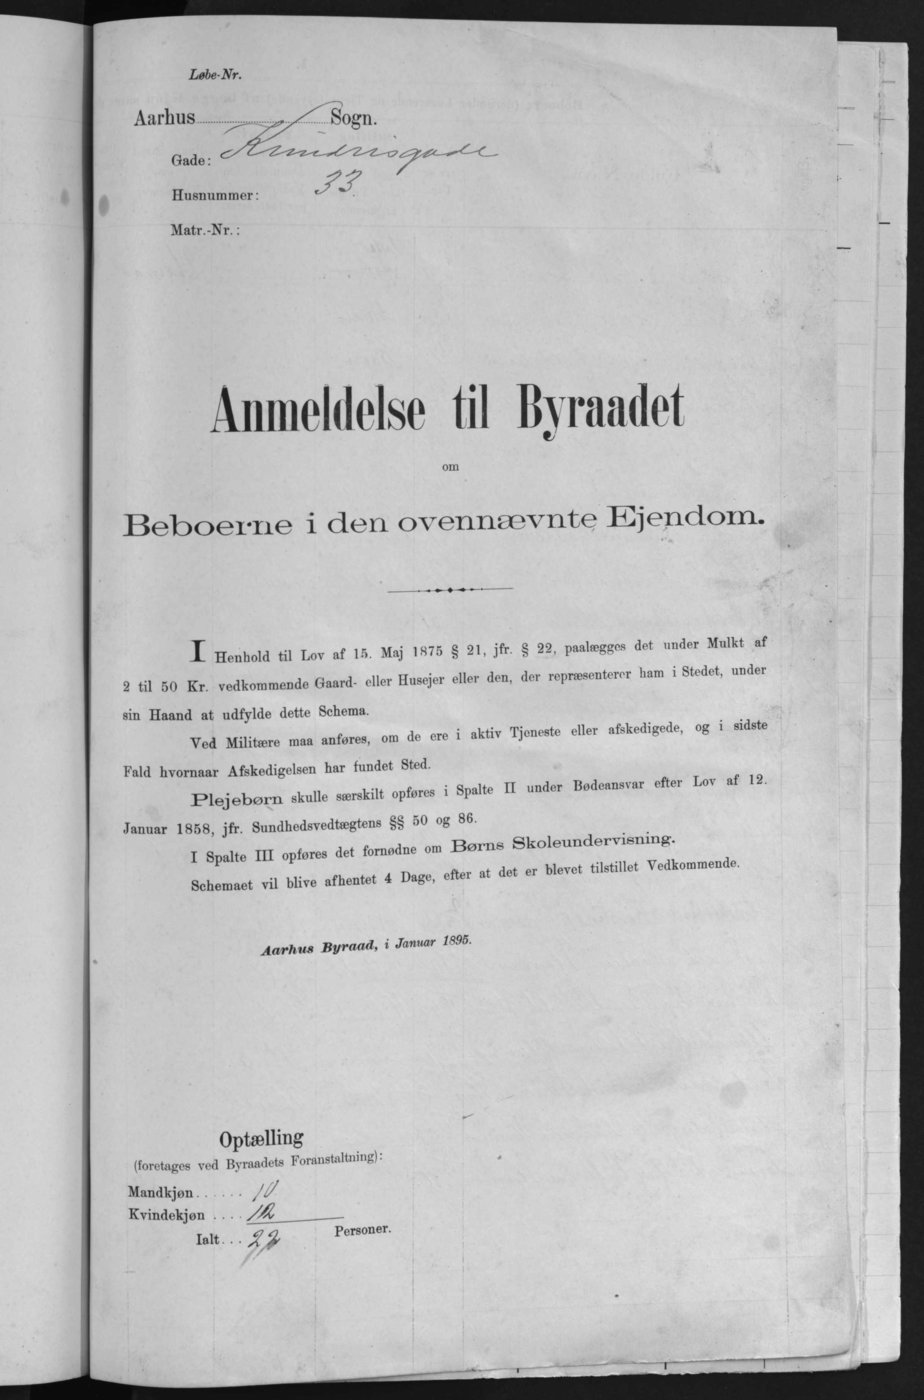 Løbe-Nr.
Aarhus Sogn.
Gade:
Husnummer: 33
Matr.-Nr.:
Anmeldelse til Byraadet
om
Beboerne i den ovennævnte Ejendom.
I Henhold til Lov af 15. Maj 1875 § 21, jfr. § 22, paalægges det under Mulkt af
2 til 50 Kr. vedkommende Gaard- eller Husejer eller den, der repræsenterer ham i Stedet, under
sin Haand at udfylde dette Schema.
Ved Militære maa anføres, om de ere i aktiv Tjeneste eller afskedigede, og i sidste
Fald hvornaar Afskedigelsen har fundet Sted.
Plejebørn skulle særskilt opføres i Spalte II under Bødeansvar efter Lov af 12.
Januar 1858, jfr. Sundhedsvedtægtens §§ 50 og 86.
I Spalte III opføres det fornødne om Børns Skoleundervisning.
Schemaet vil blive afhentet 4 Dage, efter at det er blevet tilstillet Vedkommende.
Aarhus Byraad, i Januar 1895.
Optælling
(foretages ved Byraadets Foranstaltning):
Mandkjøn...... 10
Kvindekjøn .... 12
Ialt... 22 Personer.